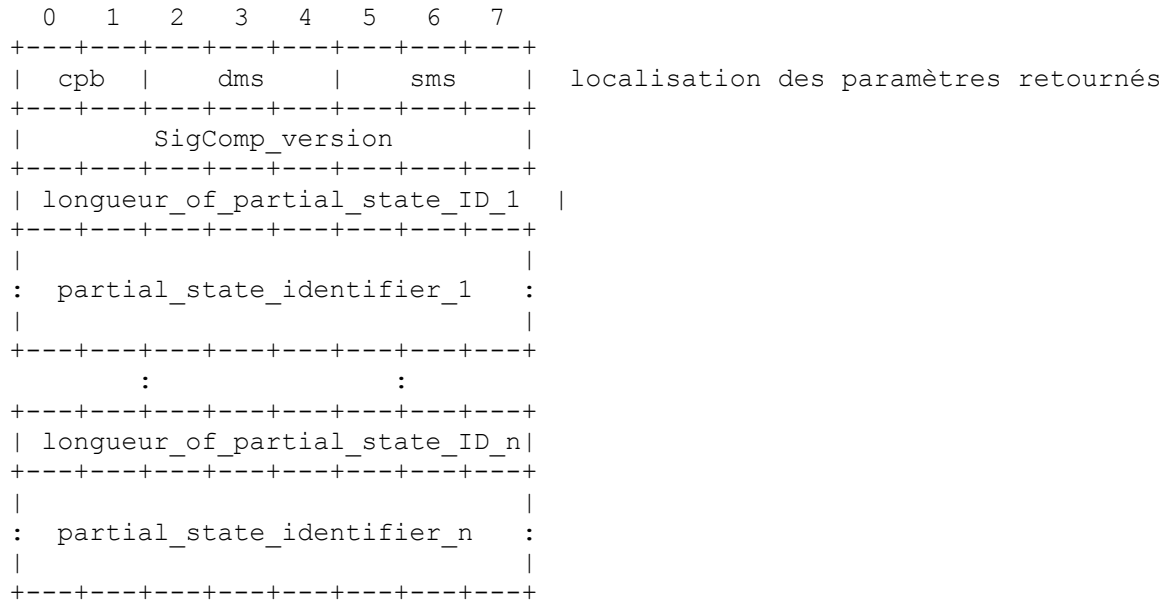 0 1 2 3 4 5 6 7
+---+---+---+---+---+---+---+---+
| cpb | dms | sms | localisation des paramètres retournés
+---+---+---+---+---+---+---+---+
| SigComp_version |
+---+---+---+---+---+---+---+---+
| longueur_of_partial_state_ID_1 |
+---+---+---+---+---+---+---+---+
| |
: partial_state_identifier_1 :
| |
+---+---+---+---+---+---+---+---+
: :
+---+---+---+---+---+---+---+---+
| longueur_of_partial_state_ID_n|
+---+---+---+---+---+---+---+---+
| |
: partial_state_identifier_n :
| |
+---+---+---+---+---+---+---+---+